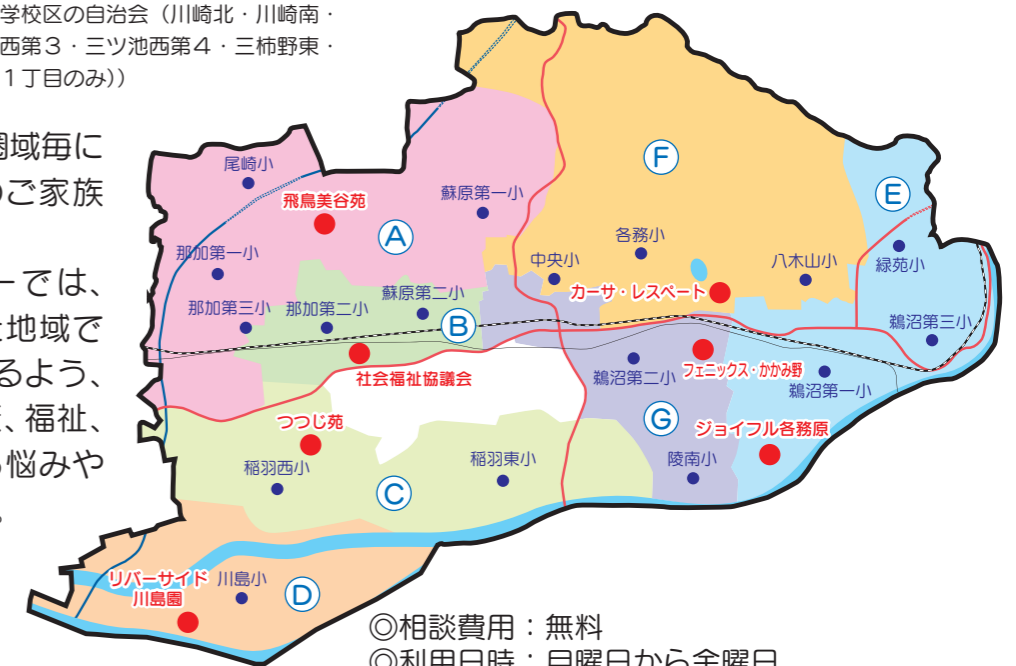 学校区の自治会（川崎北・川崎南・
西第３・三ツ池西第４・三柿野東・
１丁目のみ））
圏域毎に
のご家族
ーでは、
地域で
るよう、
、福祉、
悩みや
。
尾崎小
飛鳥美谷苑
蘇原第一小
A
F
E
那加第一小
中央小
各務小
八木山小
緑苑小
カーサ・レスペート
那加第三小
那加第二小
蘇原第二小
B
鵜沼第三小
社会福祉協議会
鵜沼第二小
フェニックス・かかみ野
鵜沼第一小
つつじ苑
G
ジョイフル各務原
稲羽西小
稲羽東小
陵南小
C
リバーサイド
川島園
川島小
D
◎相談費用：無料
◎利用日時：月曜日から金曜日